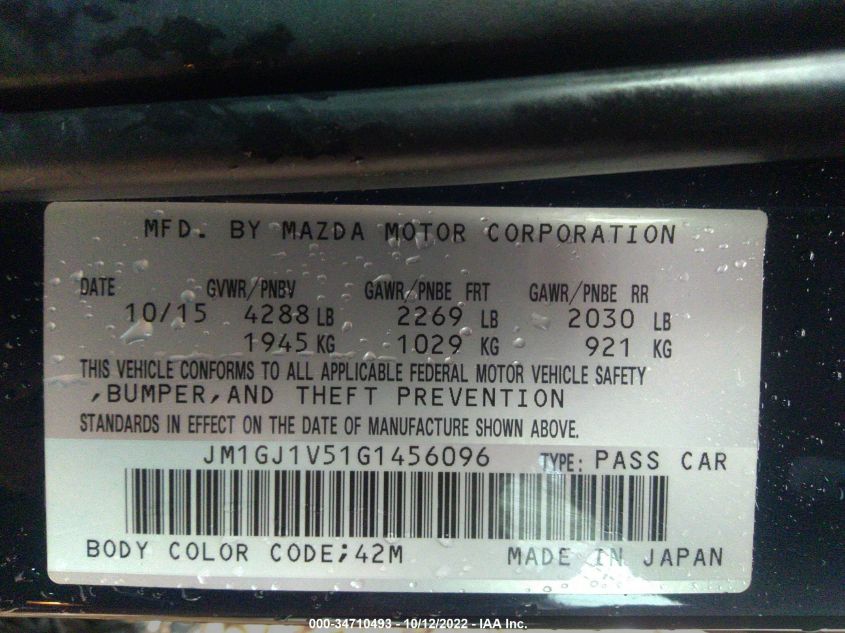 MFD. BY MAZDA MOTOR CORPORATION
DATE GVWR/PNBV GAWR/PNBE FRT GAWR/PNBE RR
10/15 4288 LB 2269 LB 2030 LB
1945 KG 1029 KG 921 KG
THIS VEHICLE CONFORMS TO ALL APPLICABLE FEDERAL MOTOR VEHICLE SAFETY
,BUMPER,AND THEFT PREVENTION
STANDARDS IN EFFECT ON THE DATE OF MANUFACTURE SHOWN ABOVE.
JM1GJ1V51G1456096 TYPE: PASS CAR
BODY COLOR CODE;42M MADE IN JAPAN
000-34710493 - 10/12/2022 - IAA Inc.